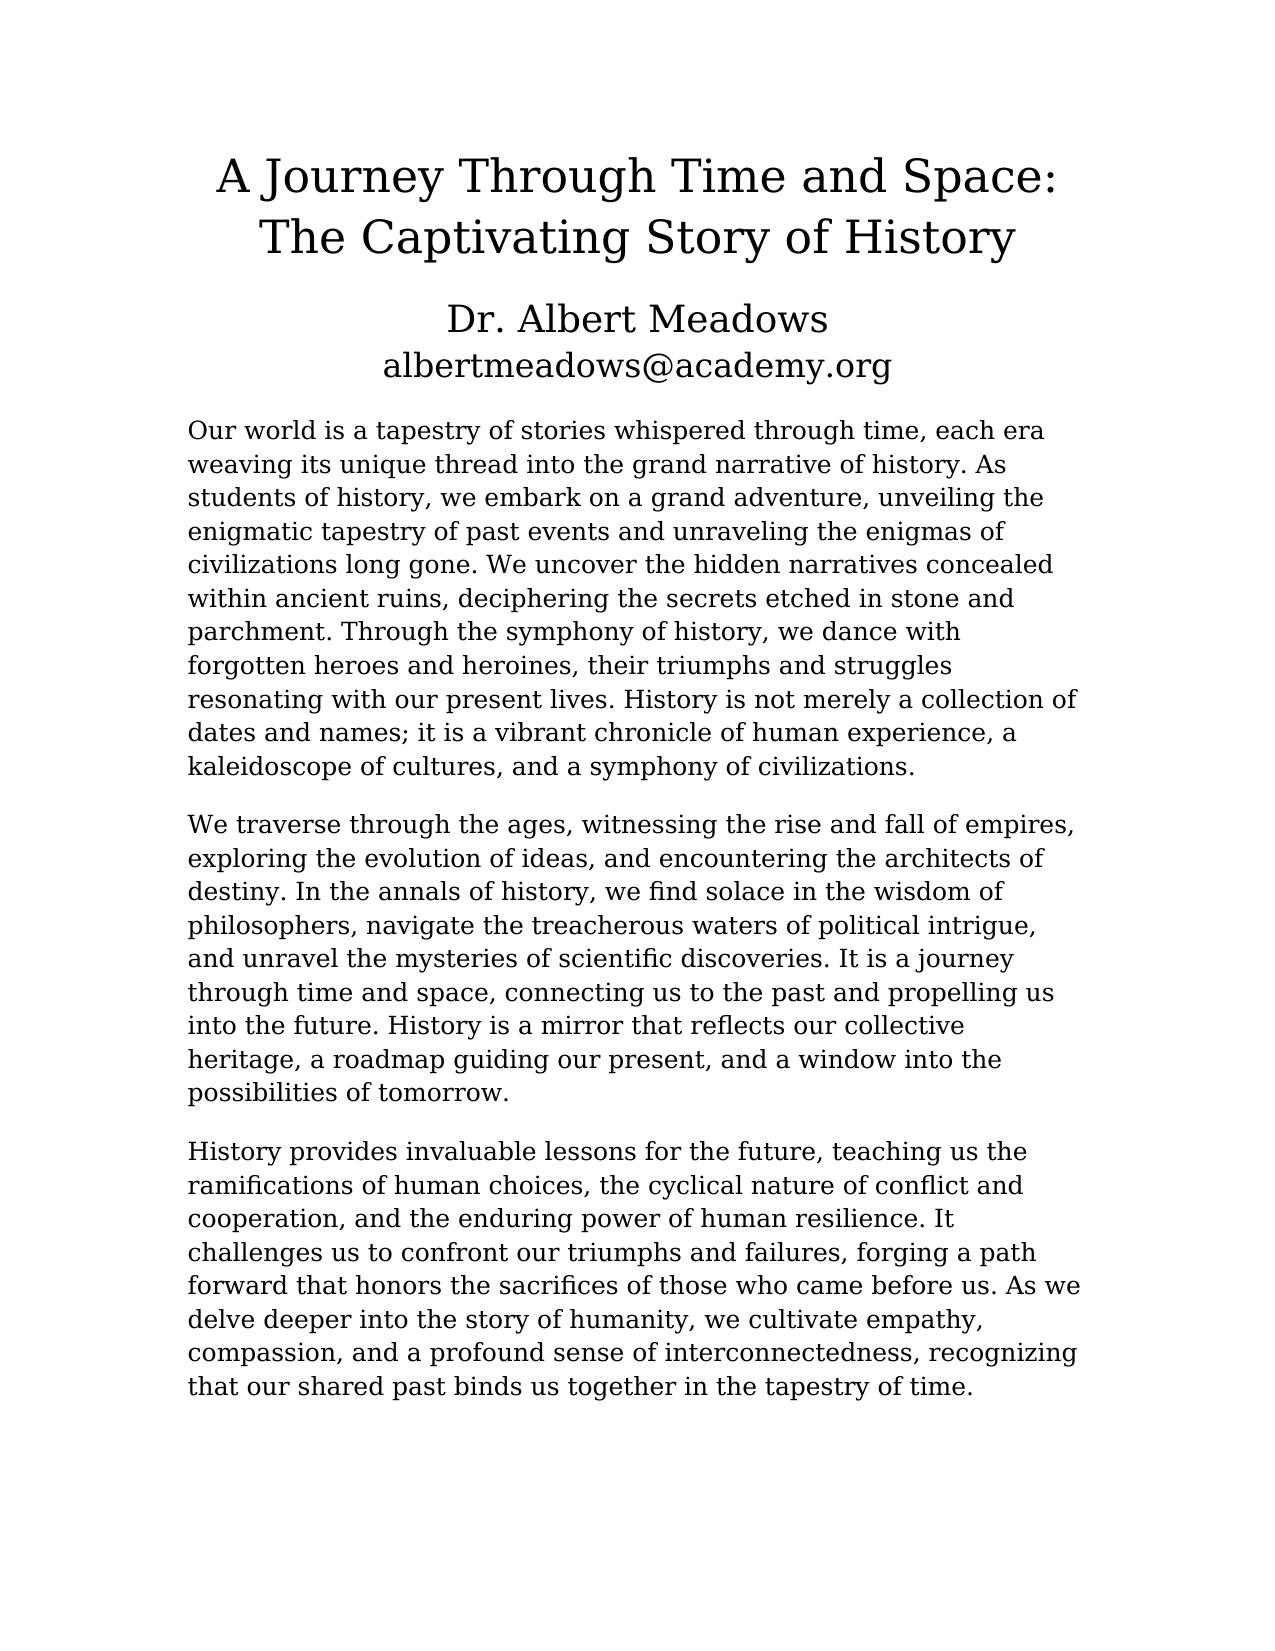 A Journey Through Time and Space:
The Captivating Story of History
Dr. Albert Meadows
albertmeadows@academy.org
Our world is a tapestry of stories whispered through time, each era
weaving its unique thread into the grand narrative of history. As
students of history, we embark on a grand adventure, unveiling the
enigmatic tapestry of past events and unraveling the enigmas of
civilizations long gone. We uncover the hidden narratives concealed
within ancient ruins, deciphering the secrets etched in stone and
parchment. Through the symphony of history, we dance with
forgotten heroes and heroines, their triumphs and struggles
resonating with our present lives. History is not merely a collection of
dates and names; it is a vibrant chronicle of human experience, a
kaleidoscope of cultures, and a symphony of civilizations.
We traverse through the ages, witnessing the rise and fall of empires,
exploring the evolution of ideas, and encountering the architects of
destiny. In the annals of history, we find solace in the wisdom of
philosophers, navigate the treacherous waters of political intrigue,
and unravel the mysteries of scientific discoveries. It is a journey
through time and space, connecting us to the past and propelling us
into the future. History is a mirror that reflects our collective
heritage, a roadmap guiding our present, and a window into the
possibilities of tomorrow.
History provides invaluable lessons for the future, teaching us the
ramifications of human choices, the cyclical nature of conflict and
cooperation, and the enduring power of human resilience. It
challenges us to confront our triumphs and failures, forging a path
forward that honors the sacrifices of those who came before us. As we
delve deeper into the story of humanity, we cultivate empathy,
compassion, and a profound sense of interconnectedness, recognizing
that our shared past binds us together in the tapestry of time.